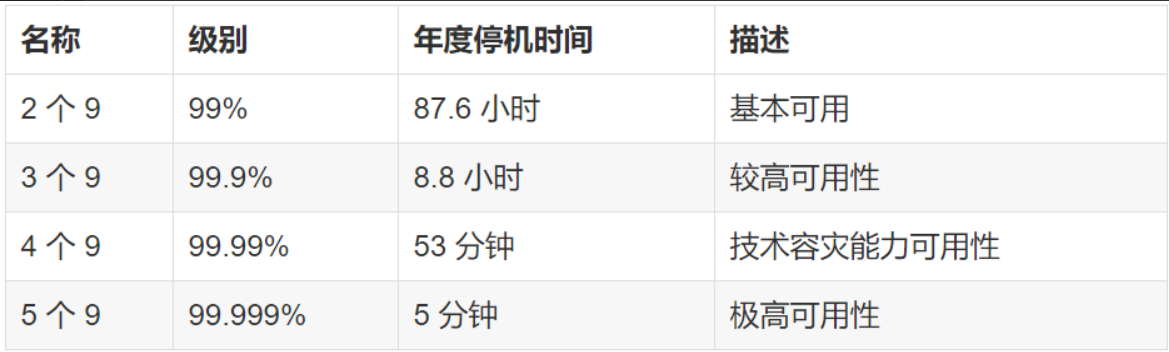 名称 级别 年度停机时间 描述
2 个 9 99% 87.6 小时 基本可用
3 个 9 99.9% 8.8 小时 较高可用性
4 个 9 99.99% 53 分钟 技术容灾能力可用性
5 个 9 99.999% 5 分钟 极高可用性